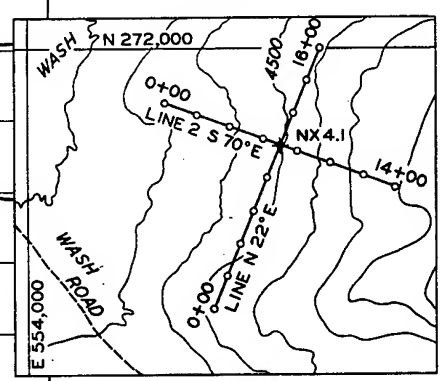 WASH
N 272,000
4500
16+00
0+00
LINE 2 S 70°E
NX 4.1
14+00
WASH ROAD
0+00
LINE N 22°E
E 554,000